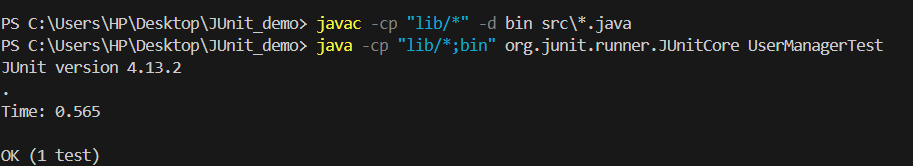 PS C:\Users\HP\Desktop\JUnit_demo> javac -cp "lib/*" -d bin src\*.java
PS C:\Users\HP\Desktop\JUnit_demo> java -cp "lib/*;bin" org.junit.runner.JUnitCore UserManagerTest
JUnit version 4.13.2
.
Time: 0.565
OK (1 test)